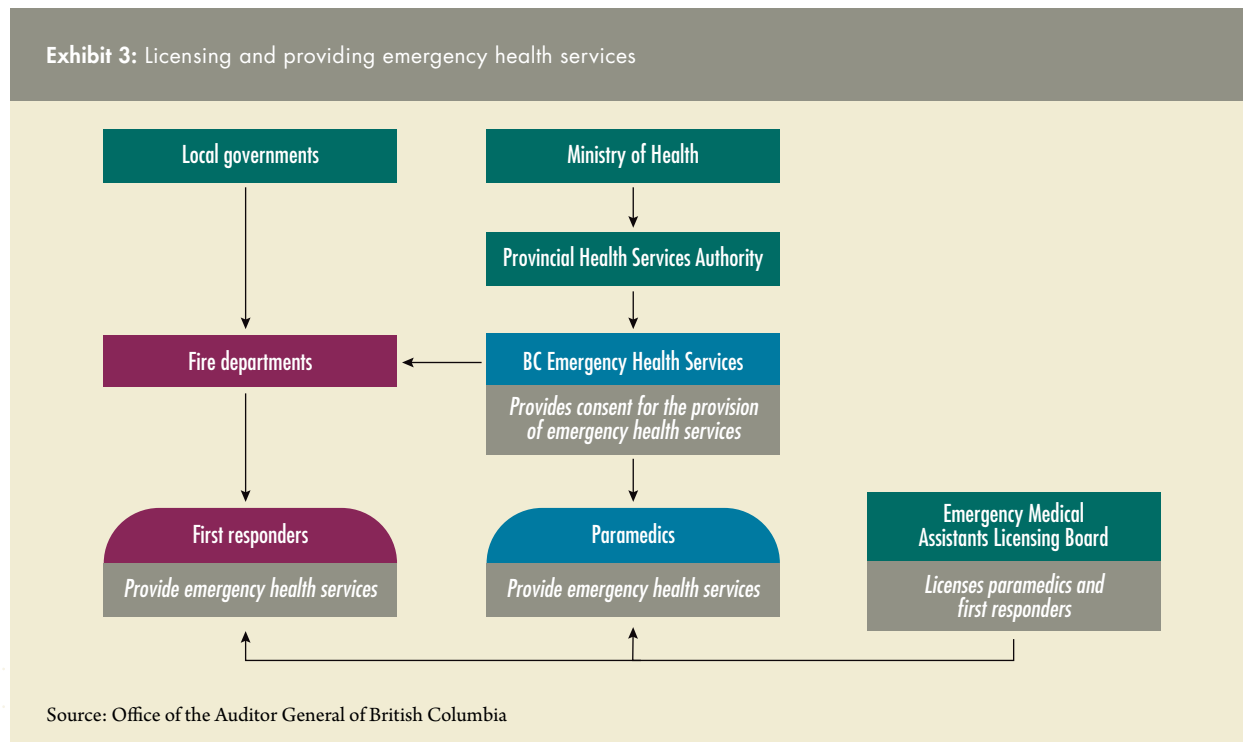 Exhibit 3: Licensing and providing emergency health services
Local governments
Ministry of Health
Provincial Health Services Authority
Fire departments
BC Emergency Health Services
Provides consent for the provision
of emergency health services
First responders
Provide emergency health services
Paramedics
Provide emergency health services
Emergency Medical
Assistants Licensing Board
Licenses paramedics and
first responders
Source: Office of the Auditor General of British Columbia